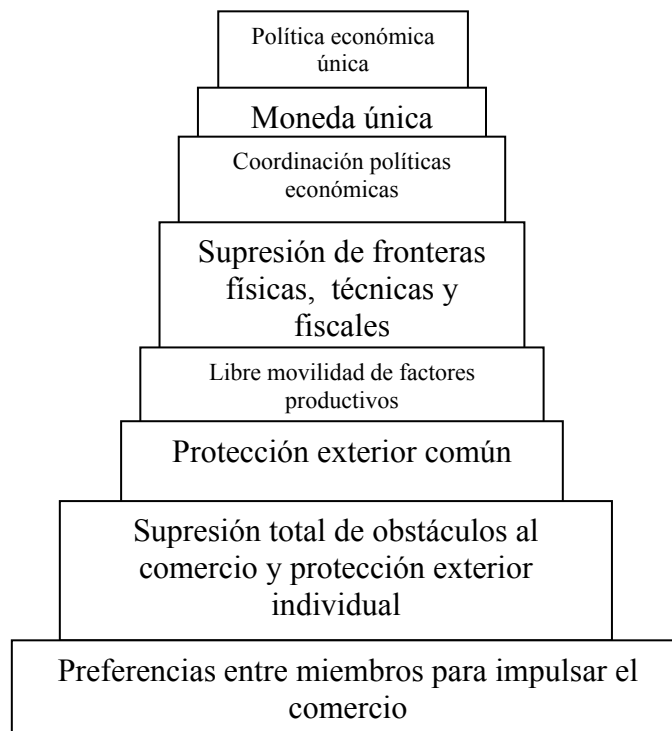 Política económica
única
Moneda única
Coordinación políticas
económicas
Supresión de fronteras
físicas, técnicas y
fiscales
Libre movilidad de factores
productivos
Protección exterior común
Supresión total de obstáculos al
comercio y protección exterior
individual
Preferencias entre miembros para impulsar el
comercio